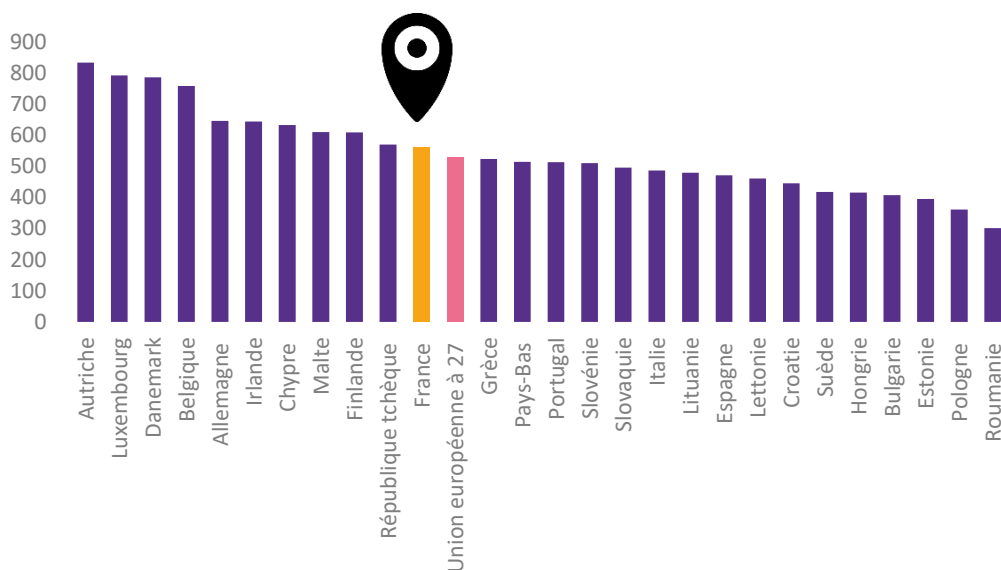 900
800
700
600
500
400
300
200
100
0
Autriche
Luxembourg
Danemark
Belgique
Allemagne
Irlande
Chypre
Malte
Finlande
République tchèque
France
Union européenne à 27
Grèce
Pays-Bas
Portugal
Slovénie
Slovaquie
Italie
Lituanie
Espagne
Lettonie
Croatie
Suède
Hongrie
Bulgarie
Estonie
Pologne
Roumanie